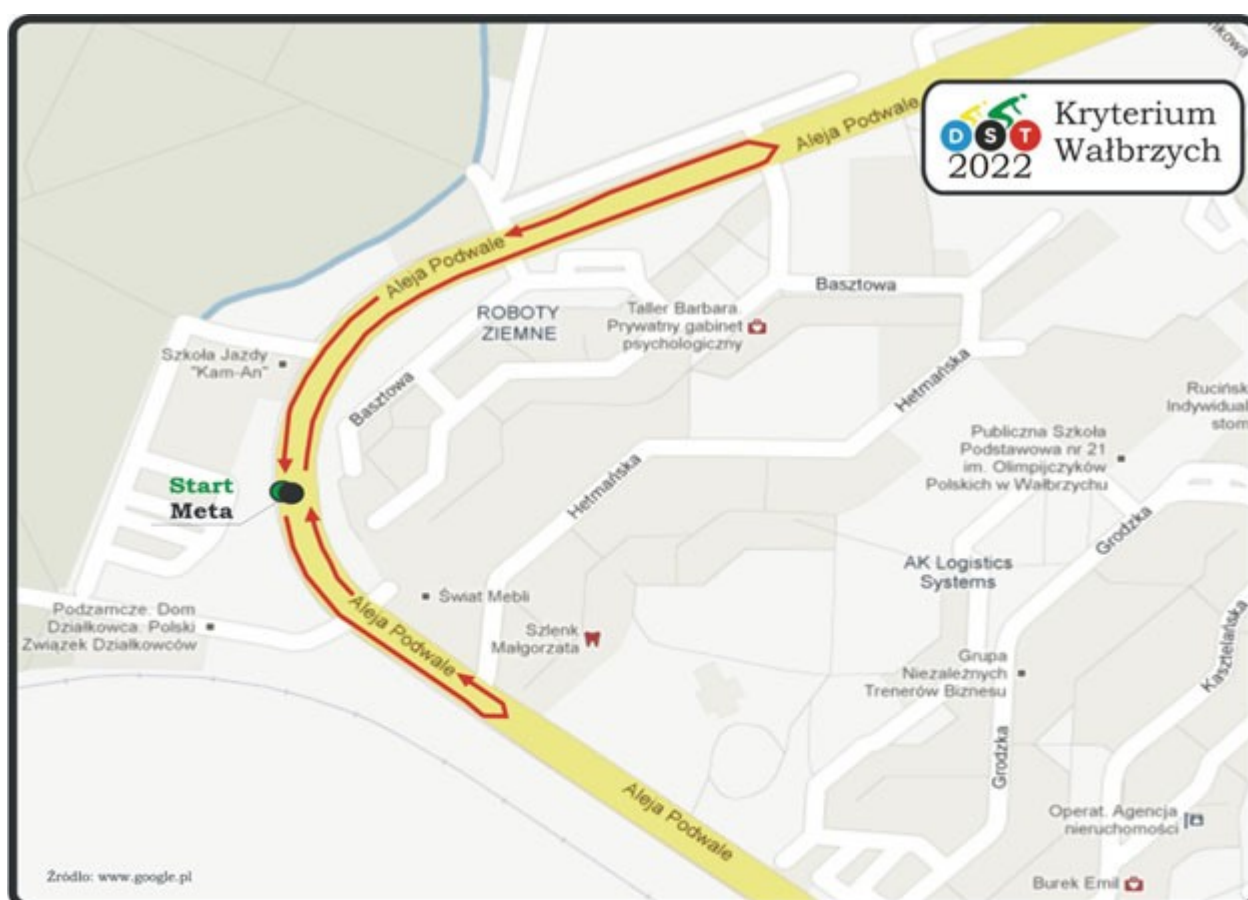 Aleja Podwale
Aleja Podwale
D S T
2022
Kryterium
Wałbrzych
Aleja Podwale
Basztowa
ROBOTY
ZIEMNE
Taller Barbara.
Prywatny gabinet
psychologiczny
Szkoła Jazdy
"Kam-An"
Basztowa
Hetmańska
Rucińsk
Indywidual
stom
Publiczna Szkoła
Podstawowa nr 21
im. Olimpijczyków
Polskich w Wałbrzychu
Start
Meta
Hetmańska
Grodzka
AK Logistics
Systems
Świat Mebli
Podzamcze. Dom
Działkowca. Polski
Związek Działkowców
Aleja Podwale
Szlenk
Małgorzata
Grupa
Niezależnych
Trenerów Biznesu
Kasztelańska
Grodzka
Aleja Podwale
Operat. Agencja
nieruchomości
Burek Emil
Źródło: www.google.pl